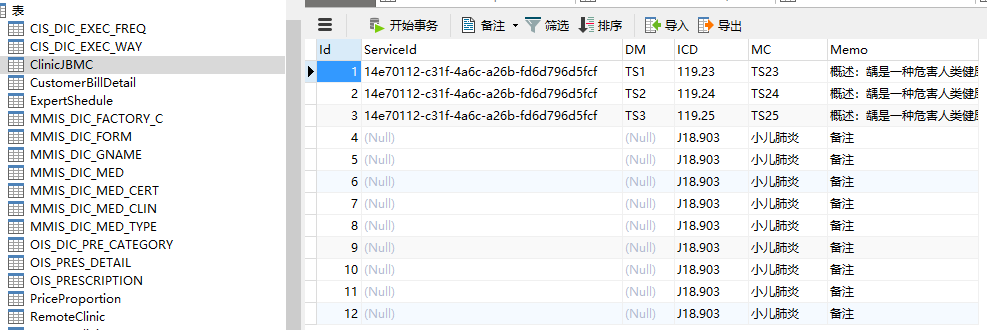 表
CIS_DIC_EXEC_FREQ
CIS_DIC_EXEC_WAY
ClinicJBMC
CustomerBillDetail
ExpertShedule
MMIS_DIC_FACTORY_C
MMIS_DIC_FORM
MMIS_DIC_GNAME
MMIS_DIC_MED
MMIS_DIC_MED_CERT
MMIS_DIC_MED_CLIN
MMIS_DIC_MED_TYPE
OIS_DIC_PRE_CATEGORY
OIS_PRES_DETAIL
OIS_PRESCRIPTION
PriceProportion
RemoteClinic
开始事务 备注 筛选 排序 导入 导出
Id ServiceId DM ICD MC Memo
1 14e70112-c31f-4a6c-a26b-fd6d796d5fcf TS1 119.23 TS23 概述：龋是一种危害人类健
2 14e70112-c31f-4a6c-a26b-fd6d796d5fcf TS2 119.24 TS24 概述：龋是一种危害人类健
3 14e70112-c31f-4a6c-a26b-fd6d796d5fcf TS3 119.25 TS25 概述：龋是一种危害人类健
4 (Null) (Null) J18.903 小儿肺炎 备注
5 (Null) (Null) J18.903 小儿肺炎 备注
6 (Null) (Null) J18.903 小儿肺炎 备注
7 (Null) (Null) J18.903 小儿肺炎 备注
8 (Null) (Null) J18.903 小儿肺炎 备注
9 (Null) (Null) J18.903 小儿肺炎 备注
10 (Null) (Null) J18.903 小儿肺炎 备注
11 (Null) (Null) J18.903 小儿肺炎 备注
12 (Null) (Null) J18.903 小儿肺炎 备注